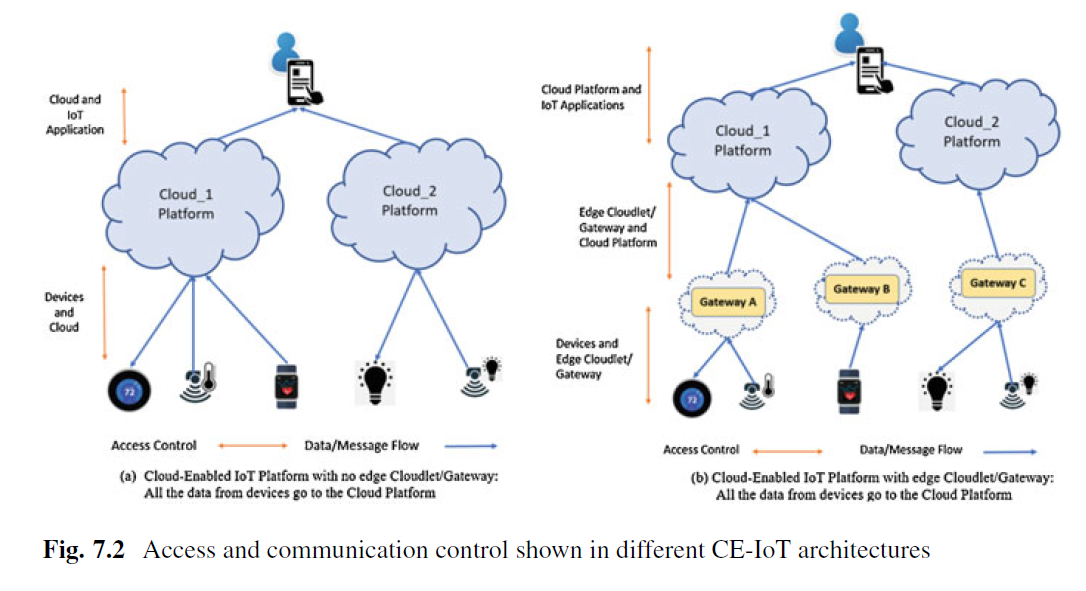 Cloud and
IoT
Application
Cloud_1
Platform
Cloud_2
Platform
Devices
and
Cloud
72
Access Control
Data/Message Flow
(a) Cloud-Enabled IoT Platform with no edge Cloudlet/Gateway:
All the data from devices go to the Cloud Platform
Cloud Platform and
IoT Applications
Cloud_1
Platform
Cloud_2
Platform
Edge Cloudlet/
Gateway and
Cloud Platform
Gateway A
Gateway B
Gateway C
Devices and
Edge Cloudlet/
Gateway
72
Access Control
Data/Message Flow
(b) Cloud-Enabled IoT Platform with edge Cloudlet/Gateway:
All the data from devices go to the Cloud Platform
Fig. 7.2 Access and communication control shown in different CE-IoT architectures